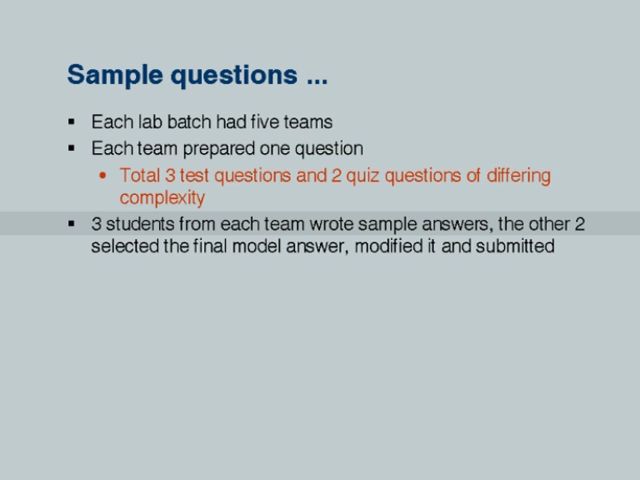 Sample questions ...
▪ Each lab batch had five teams
▪ Each team prepared one question
• Total 3 test questions and 2 quiz questions of differing
complexity
▪ 3 students from each team wrote sample answers, the other 2
selected the final model answer, modified it and submitted